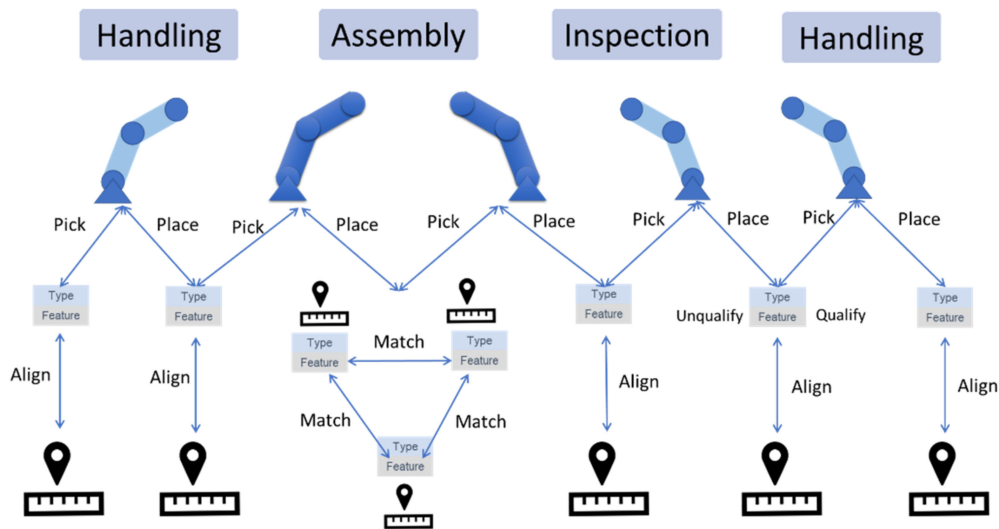 Handling
Assembly
Inspection
Handling
Pick
Place
Pick
Place
Pick
Place
Pick
Place
Pick
Place
Type
Feature
Type
Feature
Type
Feature
Unqualify
Type
Feature
Qualify
Type
Feature
Type
Feature
Match
Type
Feature
Match
Match
Type
Feature
Align
Align
Align
Align
Align